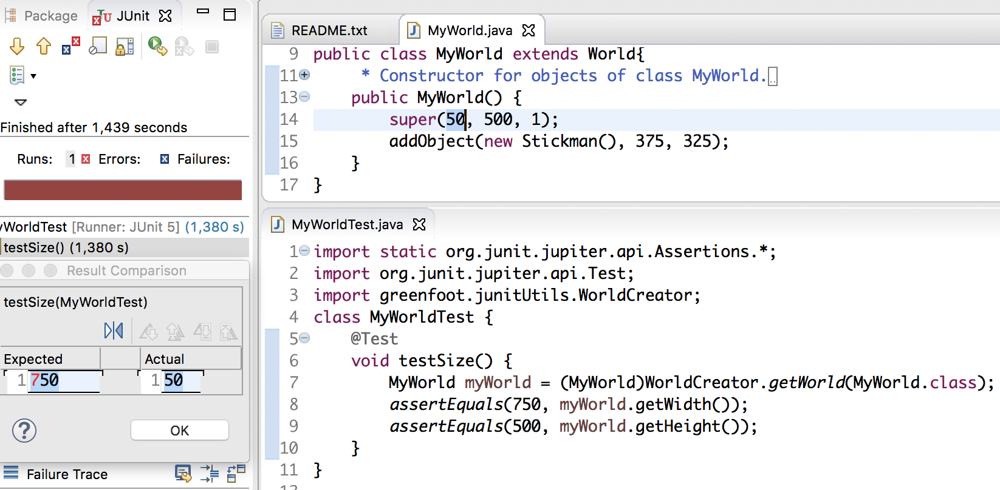 Package JUnit
Finished after 1,439 seconds
Runs: 1 Errors: Failures:
WorldTest [Runner: JUnit 5] (1,380 s)
testSize() (1,380 s)
Result Comparison
testSize(MyWorldTest)
Expected Actual
1 750 1 50
? OK
Failure Trace
README.txt MyWorld.java
9 public class MyWorld extends World{
11 * Constructor for objects of class MyWorld...
13 public MyWorld() {
14 super(50, 500, 1);
15 addObject(new Stickman(), 375, 325);
16 }
17 }
MyWorldTest.java
1 import static org.junit.jupiter.api.Assertions.*;
2 import org.junit.jupiter.api.Test;
3 import greenfoot.junitUtils.WorldCreator;
4 class MyWorldTest {
5 @Test
6 void testSize() {
7 MyWorld myWorld = (MyWorld)WorldCreator.getWorld(MyWorld.class);
8 assertEquals(750, myWorld.getWidth());
9 assertEquals(500, myWorld.getHeight());
10 }
11 }
12